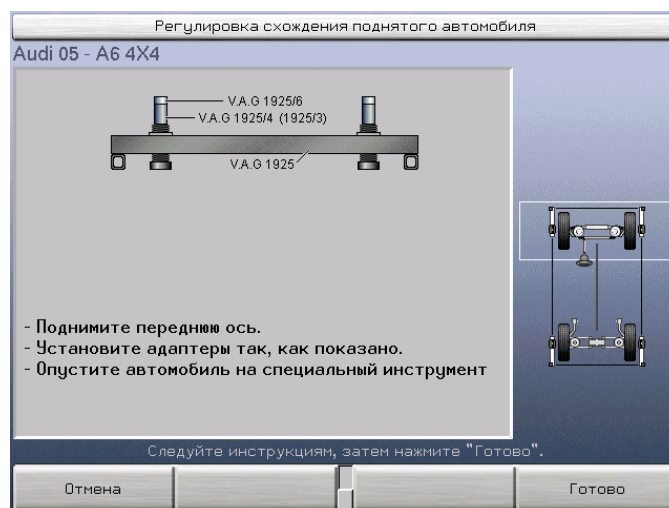 Регулировка схождения поднятого автомобиля
Audi 05 - A6 4X4
V.A.G 1925/6
V.A.G 1925/4 (1925/3)
V.A.G 1925
- Поднимите переднюю ось.
- Установите адаптеры так, как показано.
- Опустите автомобиль на специальный инструмент
Следуйте инструкциям, затем нажмите "Готово".
Отмена
Готово